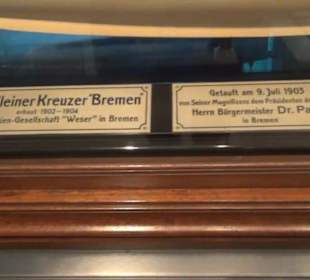 leiner Kreuzer "Bremen"
erbaut 1902–1904
ien-Gesellschaft "Weser" in Bremen
Getauft am 9. Juli 1903
von Seiner Magnificenz dem Präsidenten
Herrn Bürgermeister Dr. Pa
in Bremen